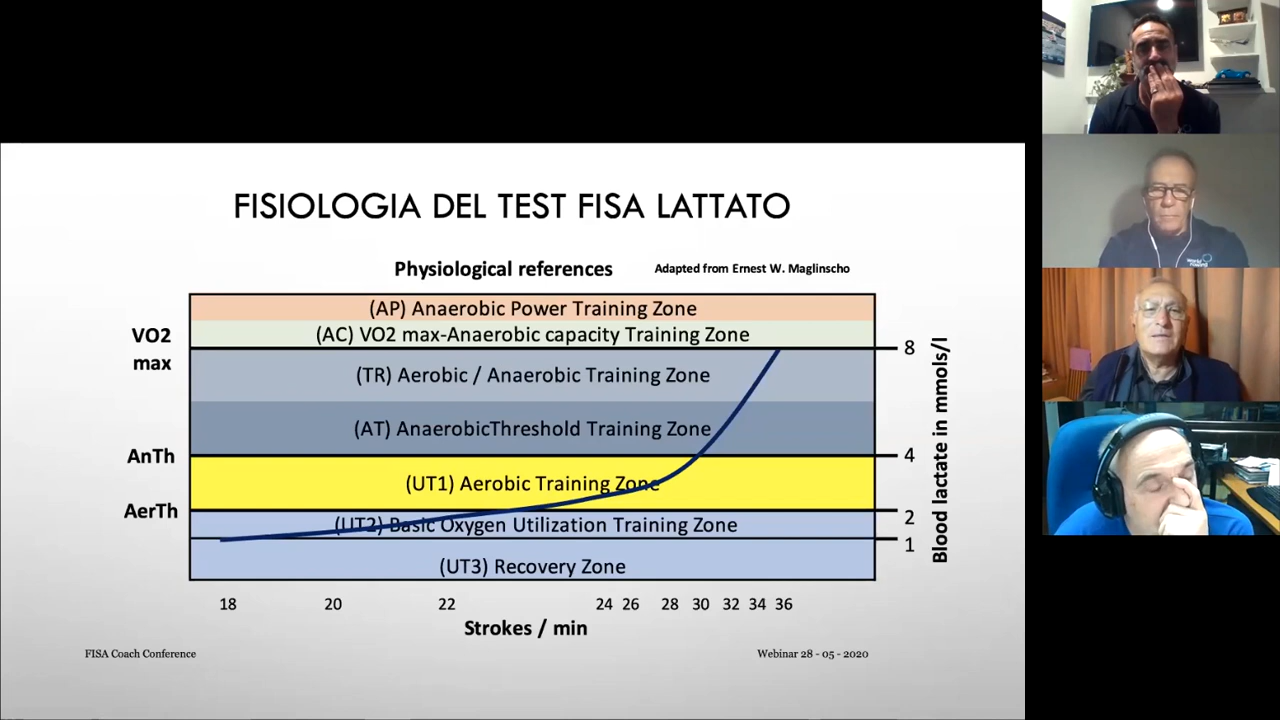 FISIOLOGIA DEL TEST FISA LATTATO
Physiological references
Adapted from Ernest W. Maglinscho
(AP) Anaerobic Power Training Zone
(AC) VO2 max-Anaerobic capacity Training Zone
VO2
max
8
(TR) Aerobic / Anaerobic Training Zone
(AT) AnaerobicThreshold Training Zone
AnTh
4
(UT1) Aerobic Training Zone
AerTh
2
(UT2) Basic Oxygen Utilization Training Zone
1
(UT3) Recovery Zone
Blood lactate in mmols/l
18 20 22 24 26 28 30 32 34 36
Strokes / min
FISA Coach Conference
Webinar 28 - 05 - 2020
World
rowing